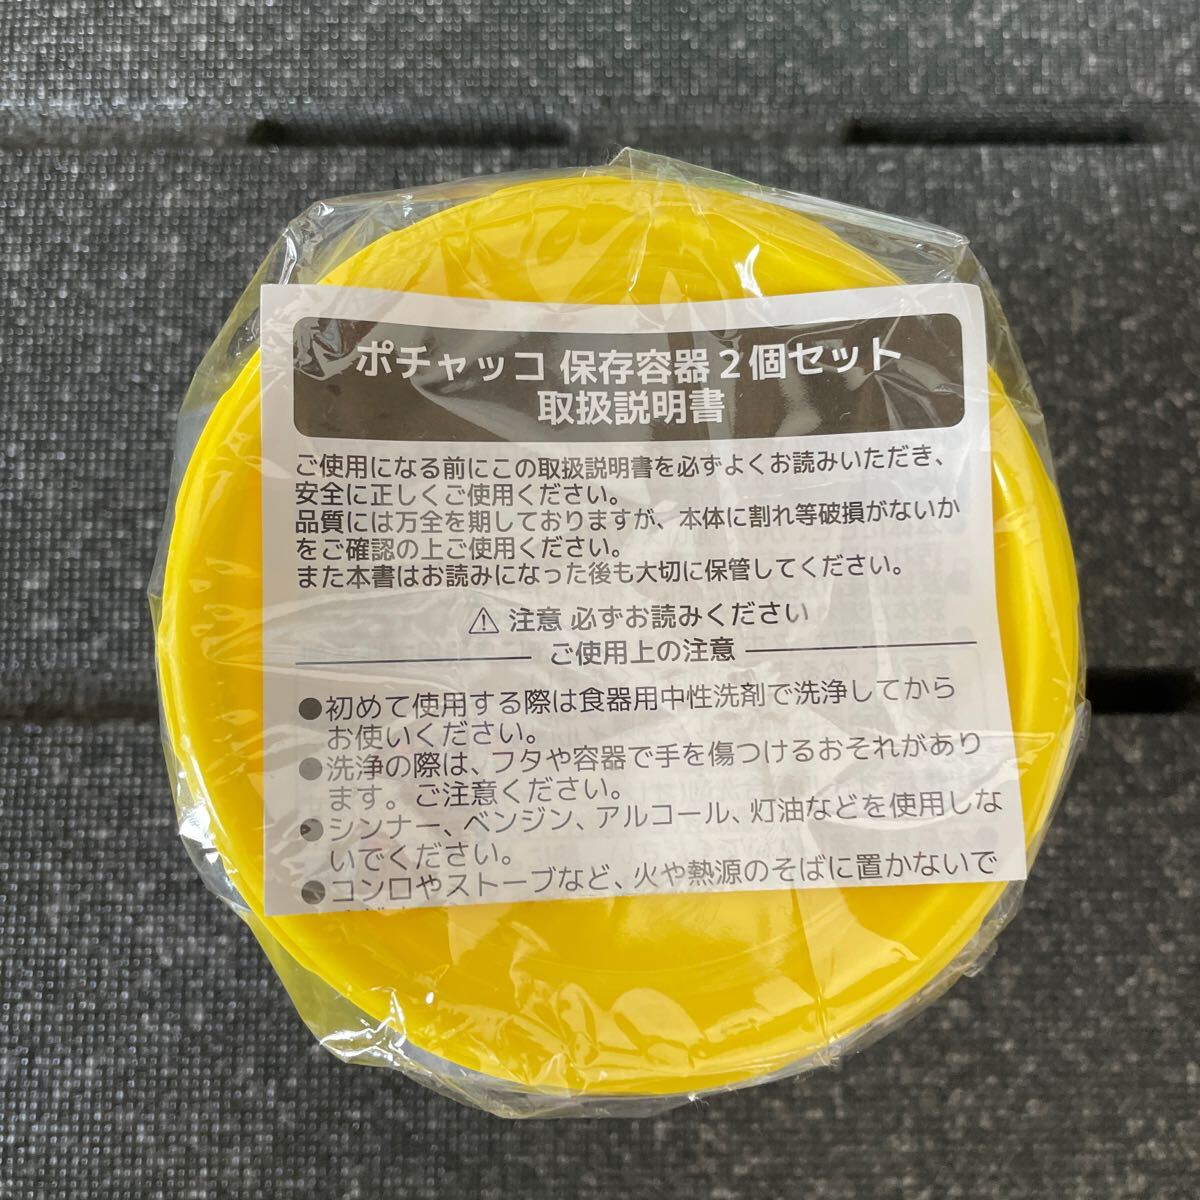 ポチャッコ 保存容器2個セット
取扱説明書
ご使用になる前にこの取扱説明書を必ずよくお読みいただき、
安全に正しくご使用ください。
品質には万全を期しておりますが、本体に割れ等破損がないか
をご確認の上ご使用ください。
また本書はお読みになった後も大切に保管してください。
⚠ 注意 必ずお読みください
ご使用上の注意
●初めて使用する際は食器用中性洗剤で洗浄してから
お使いください。
●洗浄の際は、フタや容器で手を傷つけるおそれがあり
ます。ご注意ください。
●シンナー、ベンジン、アルコール、灯油などを使用しな
いでください。
●コンロやストーブなど、火や熱源のそばに置かないで